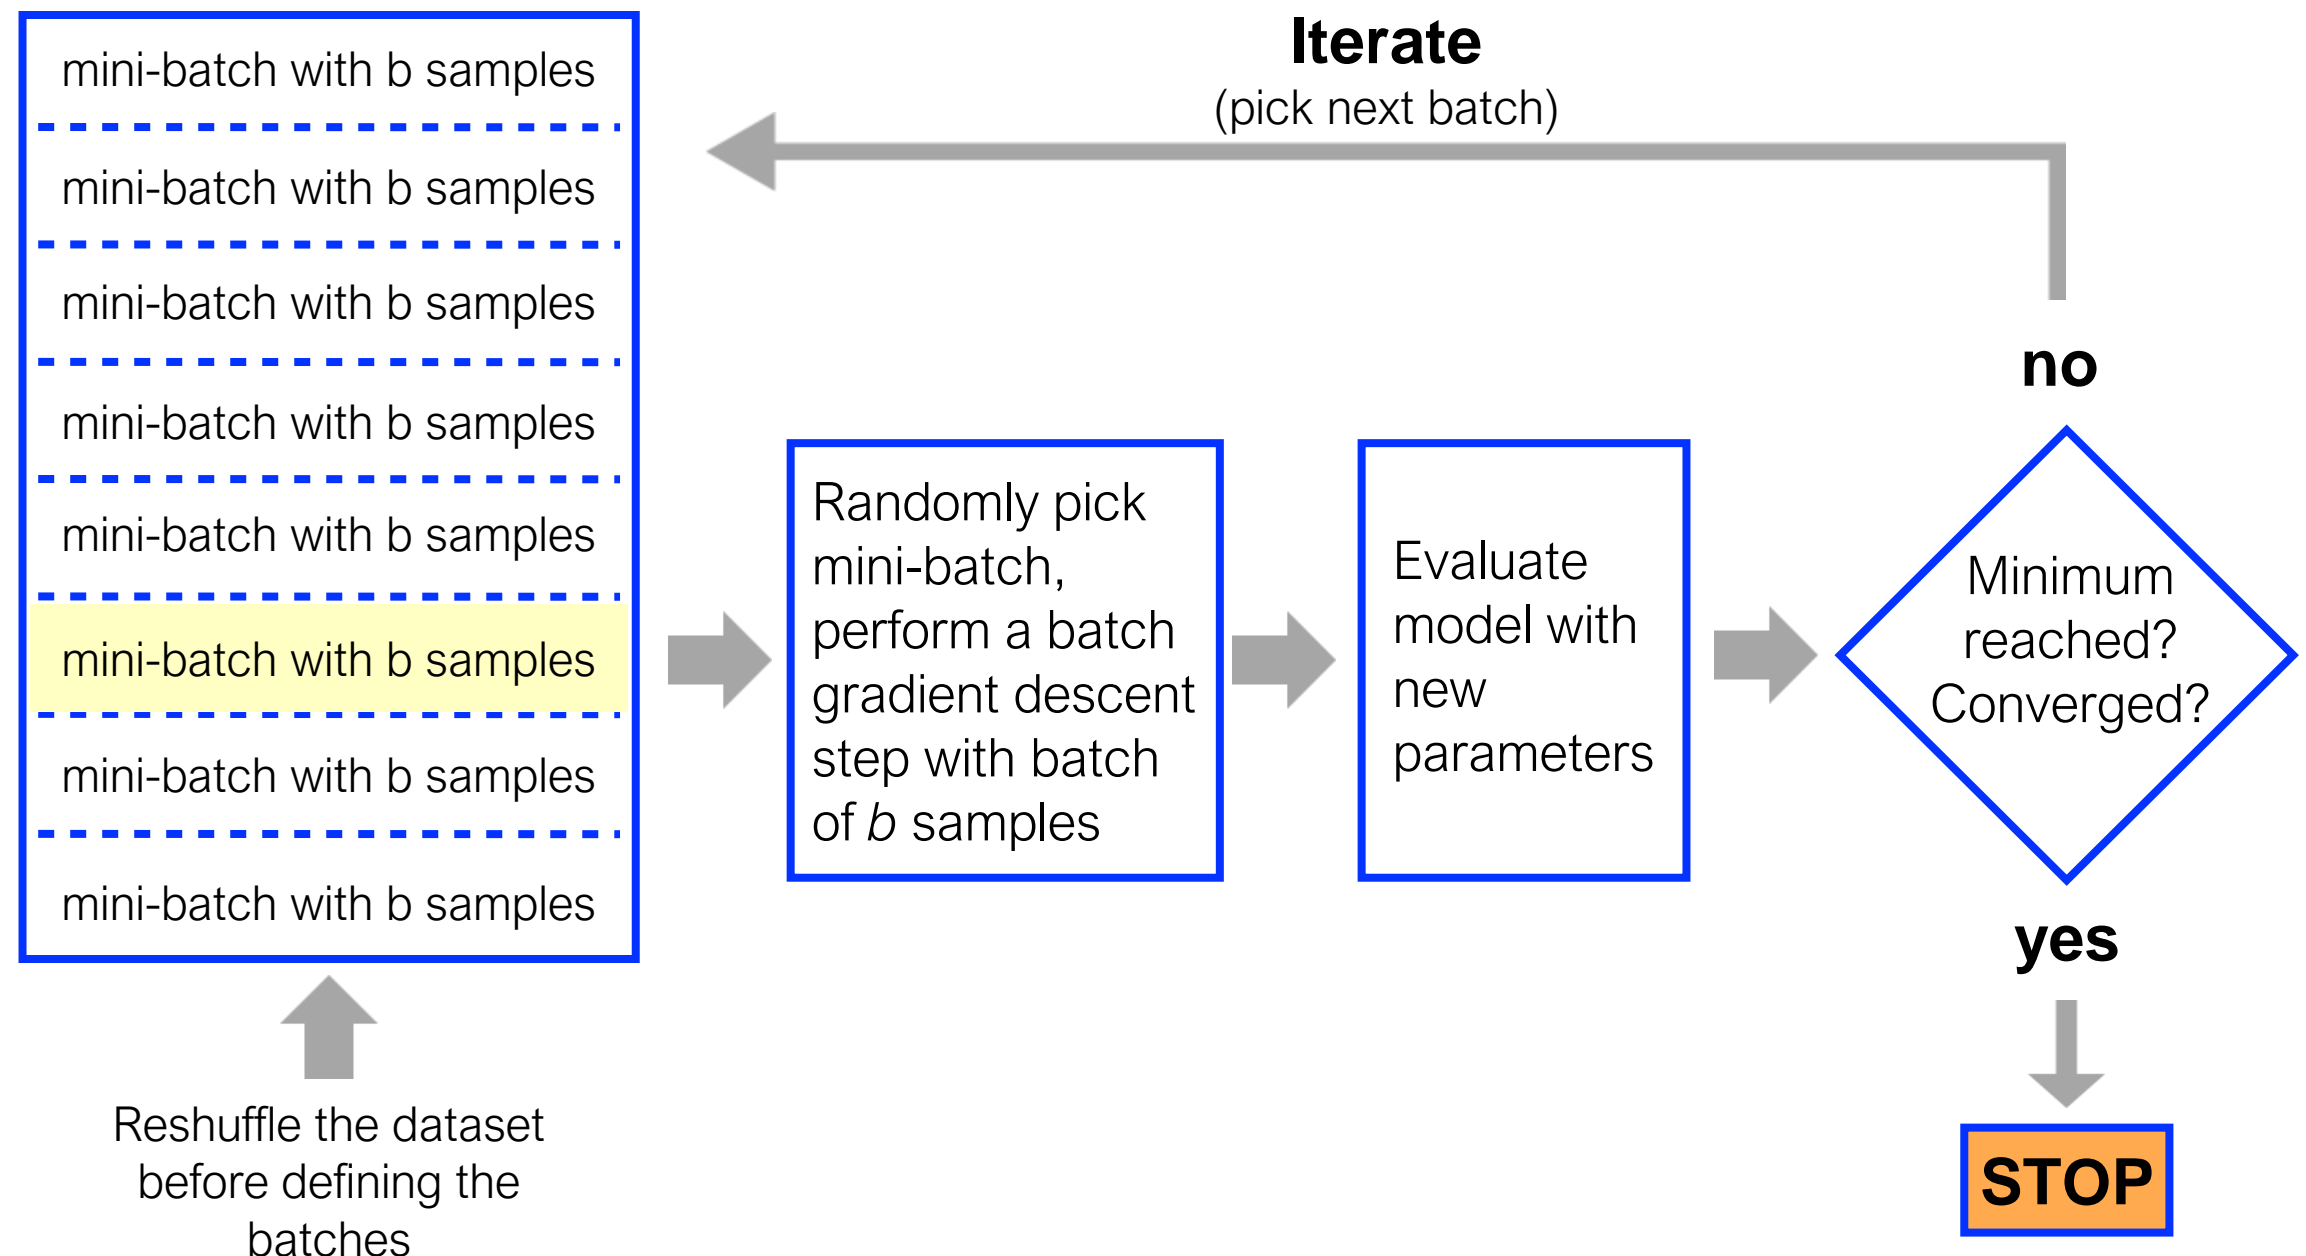 mini-batch with b samples
mini-batch with b samples
mini-batch with b samples
mini-batch with b samples
mini-batch with b samples
mini-batch with b samples
mini-batch with b samples
mini-batch with b samples
Reshuffle the dataset
before defining the
batches
Randomly pick
mini-batch,
perform a batch
gradient descent
step with batch
of b samples
Evaluate
model with
new
parameters
Minimum
reached?
Converged?
no
Iterate
(pick next batch)
yes
STOP